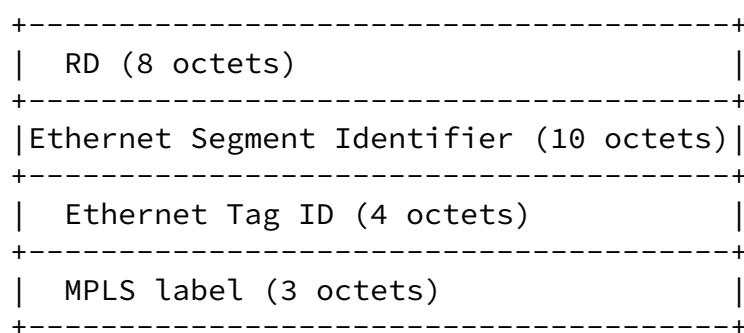 +---------------------------------------+
|  RD (8 octets)                        |
+---------------------------------------+
|Ethernet Segment Identifier (10 octets)|
+---------------------------------------+
|  Ethernet Tag ID (4 octets)           |
+---------------------------------------+
|  MPLS label (3 octets)                |
+---------------------------------------+